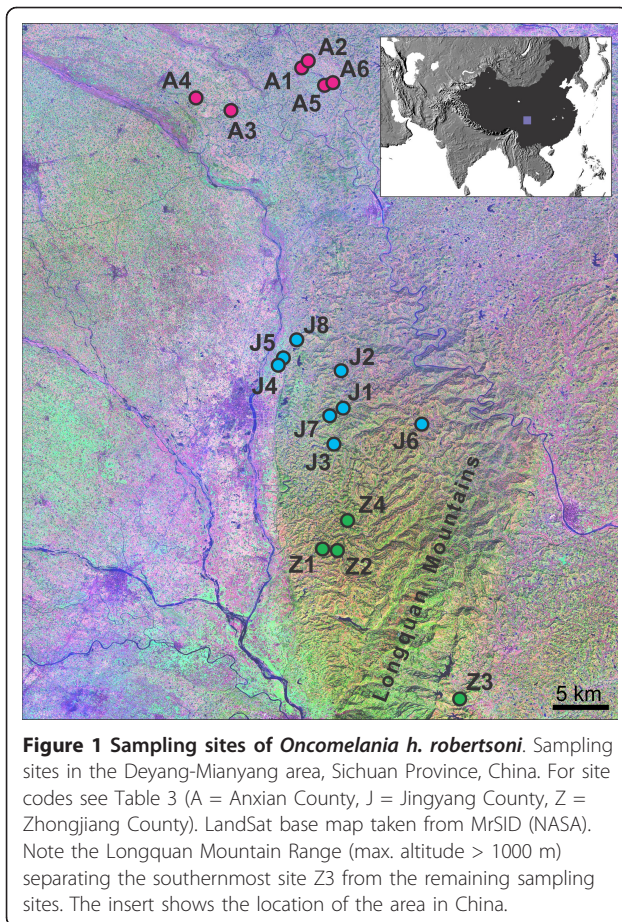 A2
A1
A6
A5
A4
A3
J8
J5
J4
J2
J1
J7
J3
J6
Z4
Z1
Z2
Longquan Mountains
Z3
5 km
Figure 1 Sampling sites of Oncomelania h. robertsoni. Sampling
sites in the Deyang-Mianyang area, Sichuan Province, China. For site
codes see Table 3 (A = Anxian County, J = Jingyang County, Z =
Zhongjiang County). LandSat base map taken from MrSID (NASA).
Note the Longquan Mountain Range (max. altitude > 1000 m)
separating the southernmost site Z3 from the remaining sampling
sites. The insert shows the location of the area in China.